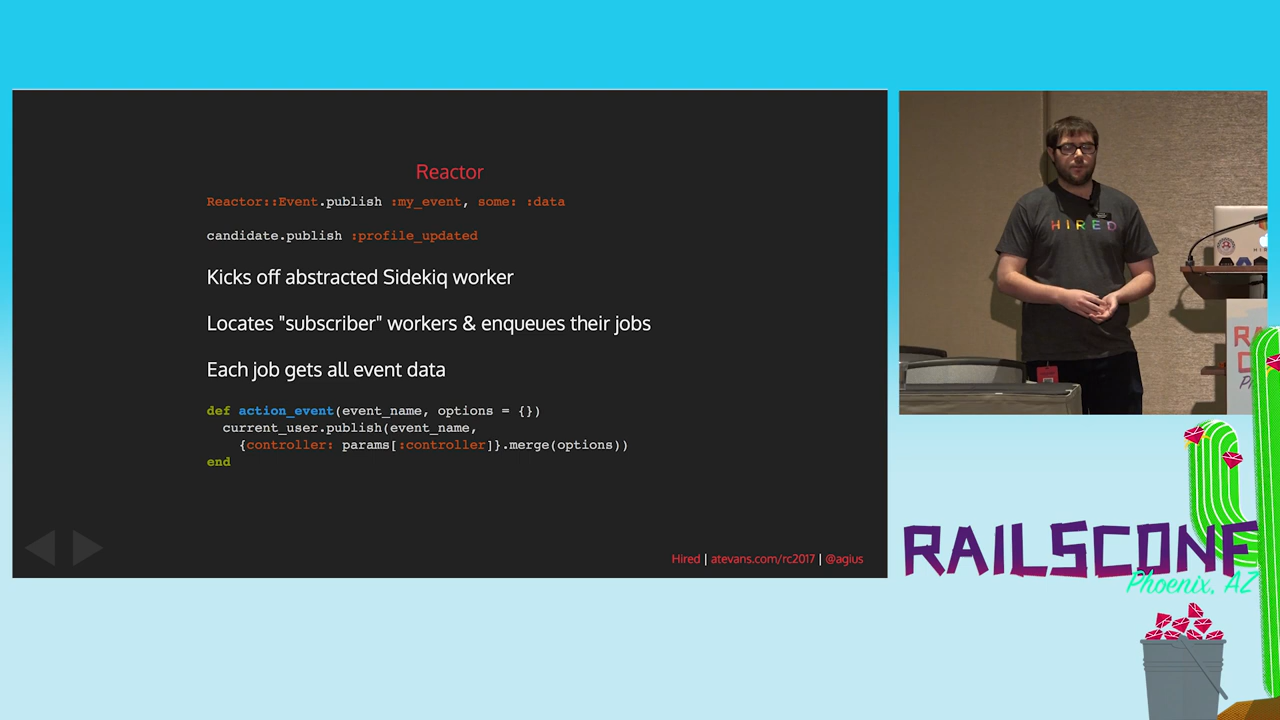 Reactor
Reactor::Event.publish :my_event, some: :data
candidate.publish :profile_updated
Kicks off abstracted Sidekiq worker
Locates "subscriber" workers & enqueues their jobs
Each job gets all event data
def action_event(event_name, options = {})
current_user.publish(event_name,
{controller: params[:controller]}.merge(options))
end
Hired | atevans.com/rc2017 | @agius
HIRED
RAILSCONF
Phoenix, AZ